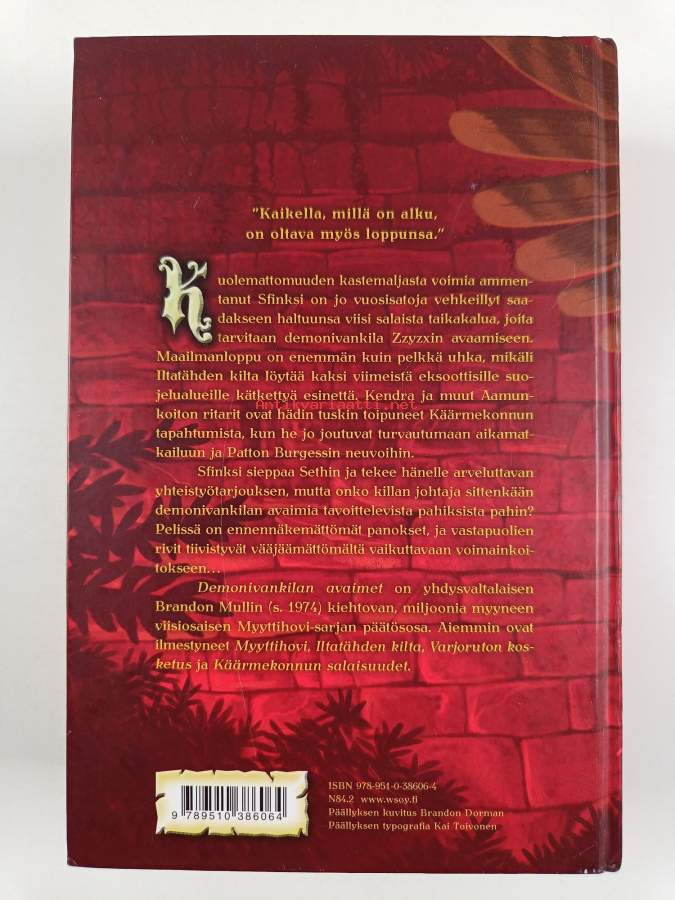 "Kaikella, millä on alku,
on oltava myös loppunsa."
Kuolemattomuuden kastemaljasta voimia ammen-
tanut Sfinksi on jo vuosisatoja vehkeillyt saa-
dakseen haltuunsa viisi salaista taikakalua, joita
tarvitaan demonivankila Zzyzxin avaamiseen.
Maailmanloppu on enemmän kuin pelkkä uhka, mikäli
Iltatähden kilta löytää kaksi viimeistä eksoottisille suo-
jelualueille kätkettyä esinettä. Kendra ja muut Aamun-
Antikvariaatti.net
koiton ritarit ovat hädin tuskin toipuneet Käärmekonnun
tapahtumista, kun he jo joutuvat turvautumaan aikamat-
kailuun ja Patton Burgessin neuvoihin.
Sfinksi sieppaa Sethin ja tekee hänelle arveluttavan
yhteistyötarjouksen, mutta onko killan johtaja sittenkään
demonivankilan avaimia tavoittelevista pahiksista pahin?
Pelissä on ennennäkemättömät panokset, ja vastapuolien
rivit tiivistyvät vääjäämättömältä vaikuttavaan voimainkoi-
tokseen...
Demonivankilan avaimet on yhdysvaltalaisen
Brandon Mullin (s. 1974) kiehtovan, miljoonia myyneen
viisiosaisen Myyttihovi-sarjan päätösosa. Aiemmin ovat
ilmestyneet Myyttihovi, Iltatähden kilta, Varjoruton kos-
ketus ja Käärmekonnun salaisuudet.
ISBN 978-951-0-38606-4
N84.2 www.wsoy.fi
Päällyksen kuvitus Brandon Dorman
Päällyksen typografia Kai Toivonen
9 789510 386064